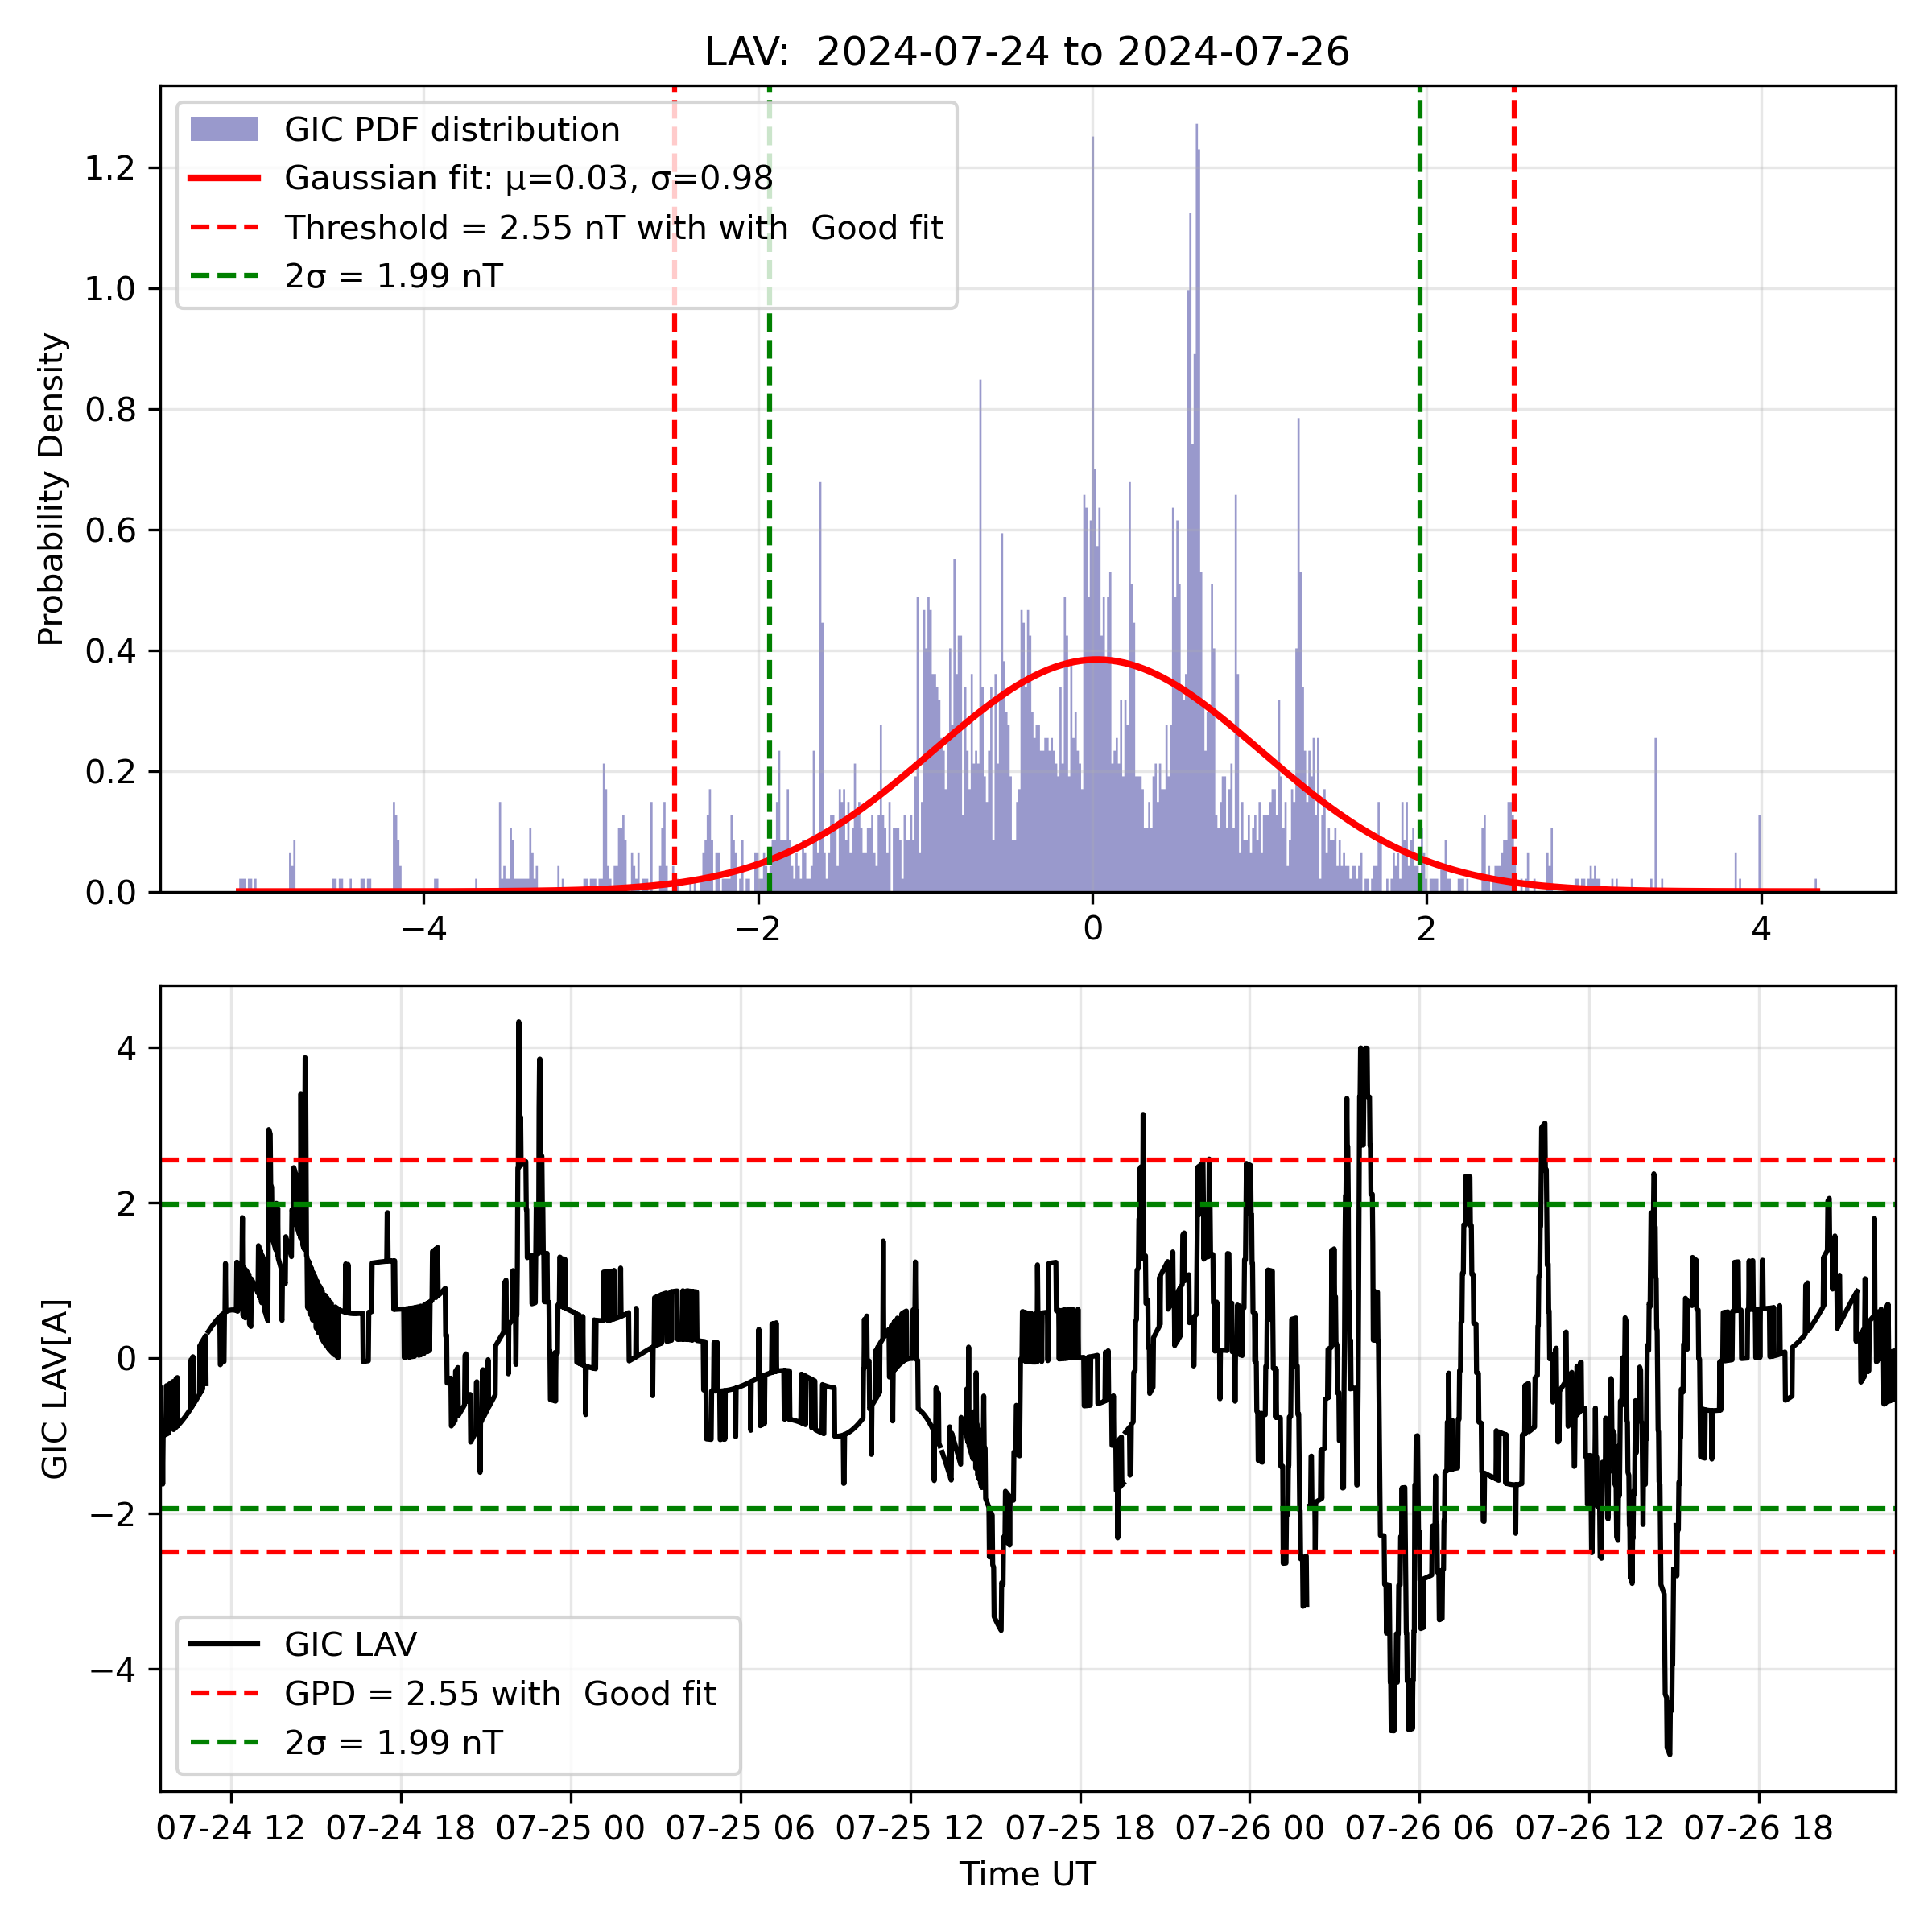 LAV:  2024-07-24 to 2024-07-26
GIC PDF distribution
Gaussian fit: μ=0.03, σ=0.98
Threshold = 2.55 nT with with  Good fit
2σ = 1.99 nT
Probability Density
1.2
1.0
0.8
0.6
0.4
0.2
0.0
−4
−2
0
2
4
GIC LAV[A]
4
2
0
−2
−4
GIC LAV
GPD = 2.55 with  Good fit
2σ = 1.99 nT
07-24 12
07-24 18
07-25 00
07-25 06
07-25 12
07-25 18
07-26 00
07-26 06
07-26 12
07-26 18
Time UT